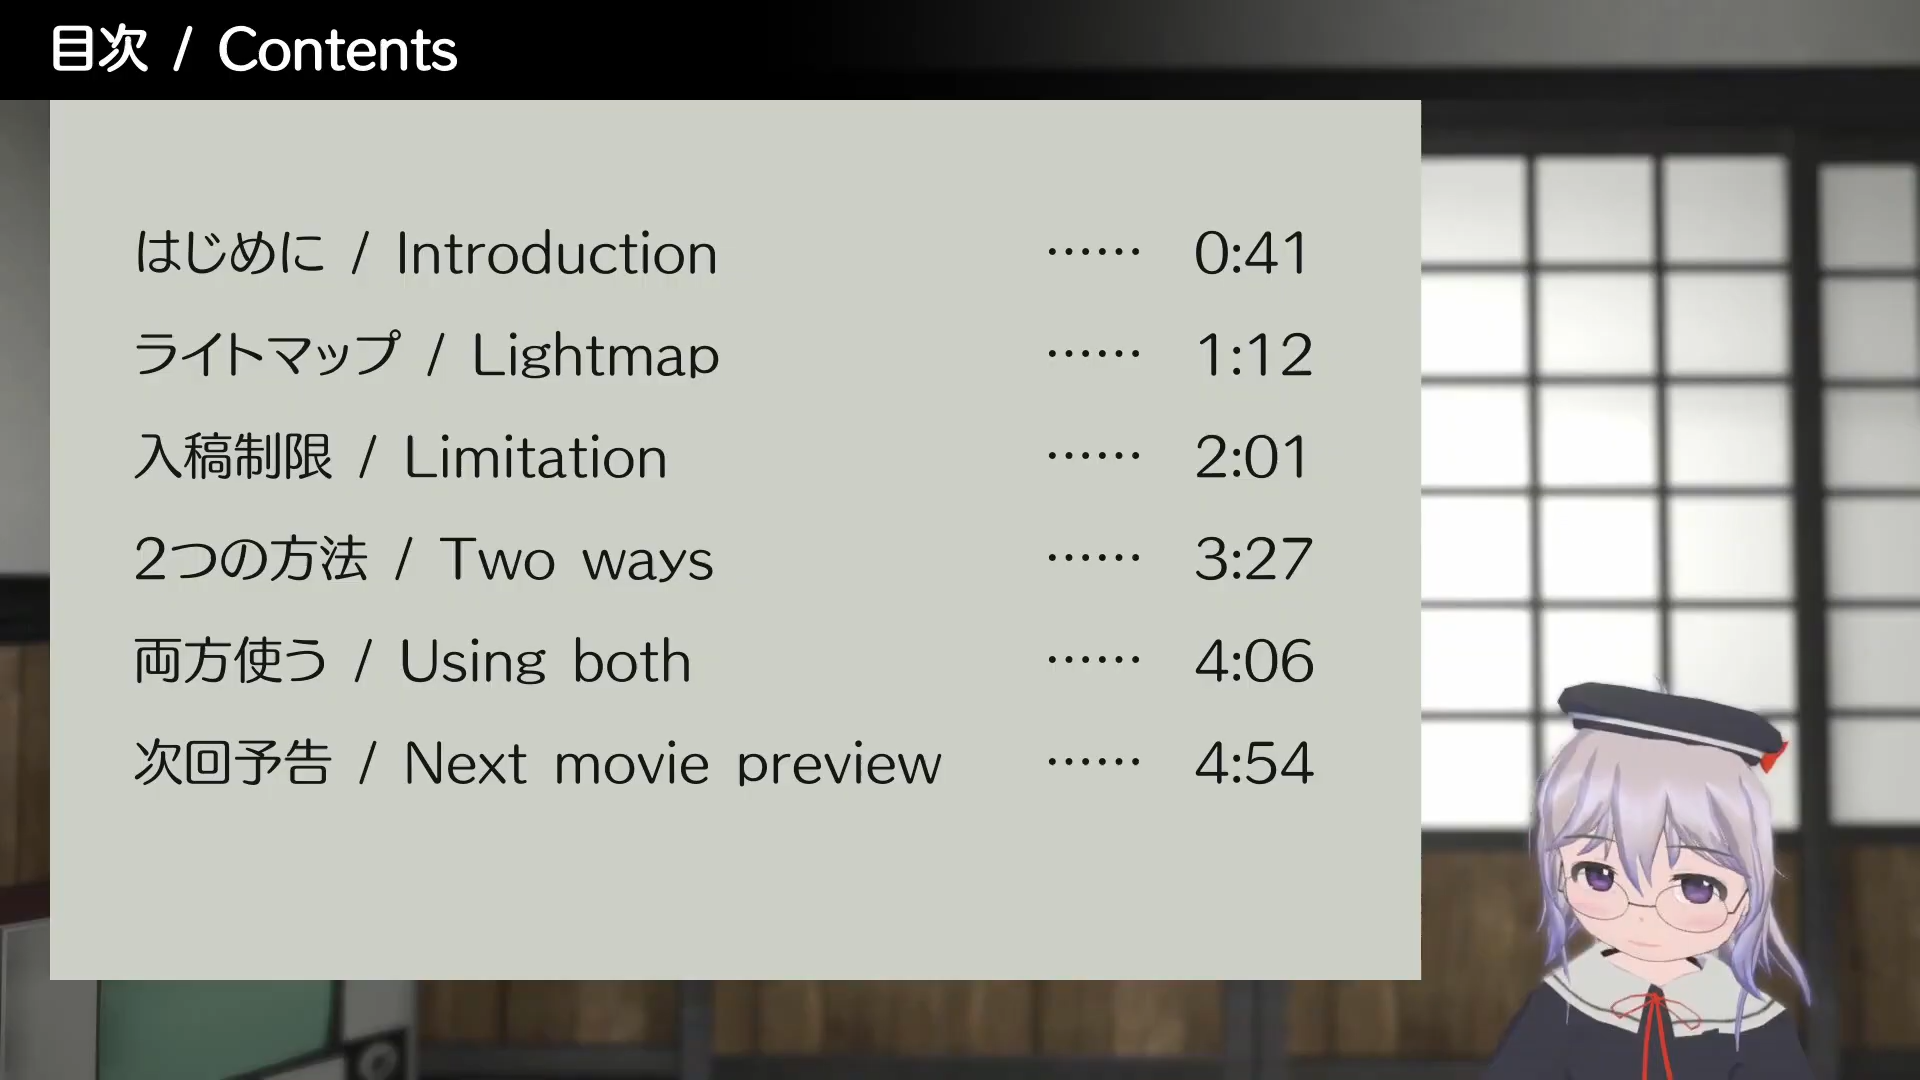 目次 / Contents
はじめに / Introduction …… 0:41
ライトマップ / Lightmap …… 1:12
入稿制限 / Limitation …… 2:01
2つの方法 / Two ways …… 3:27
両方使う / Using both …… 4:06
次回予告 / Next movie preview …… 4:54